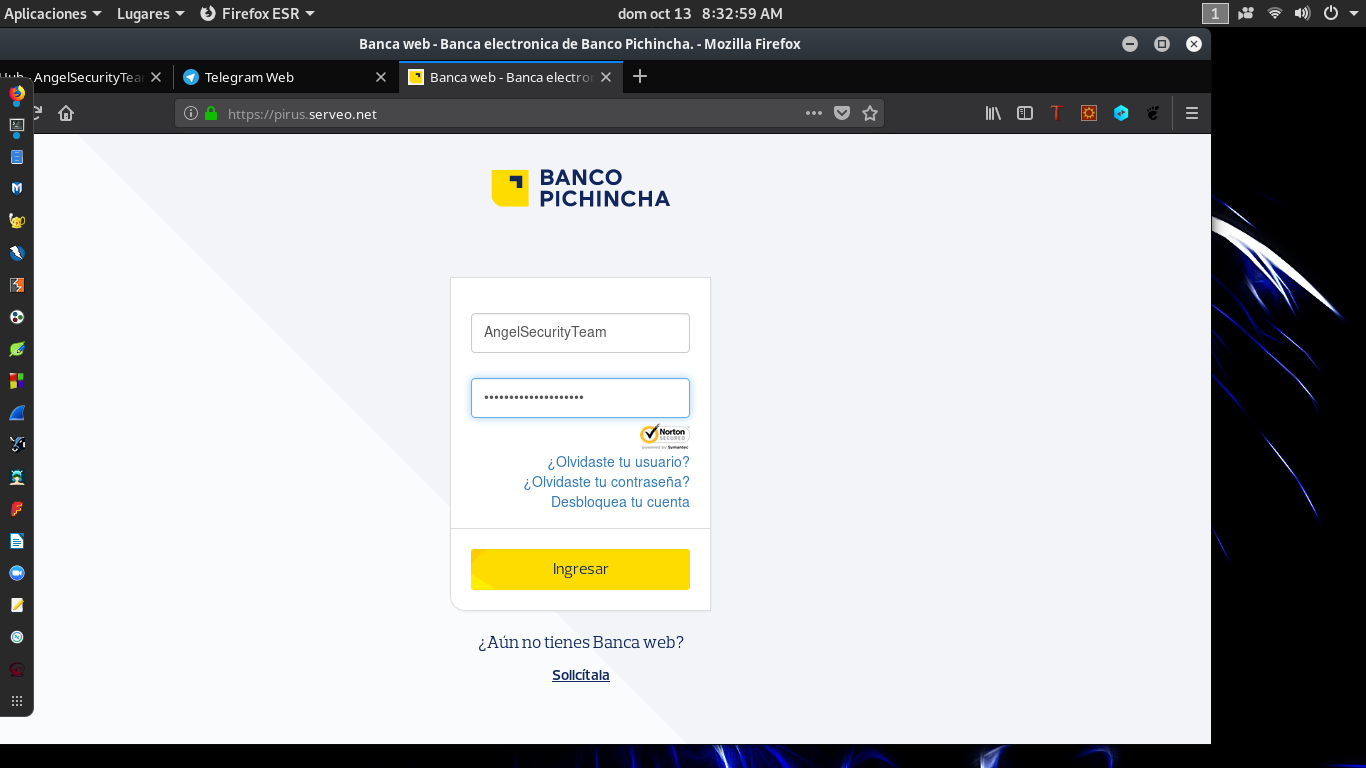 Aplicaciones Lugares Firefox ESR dom oct 13 8:32:59 AM 1
Banca web - Banca electronica de Banco Pichincha. - Mozilla Firefox
Hub - AngelSecurityTea Telegram Web Banca web - Banca electro
https://pirus.serveo.net
BANCO
PICHINCHA
AngelSecurityTeam
••••••••••••••••••••
Norton
SECURED
powered by Symantec
¿Olvidaste tu usuario?
¿Olvidaste tu contraseña?
Desbloquea tu cuenta
Ingresar
¿Aún no tienes Banca web?
Solicítala